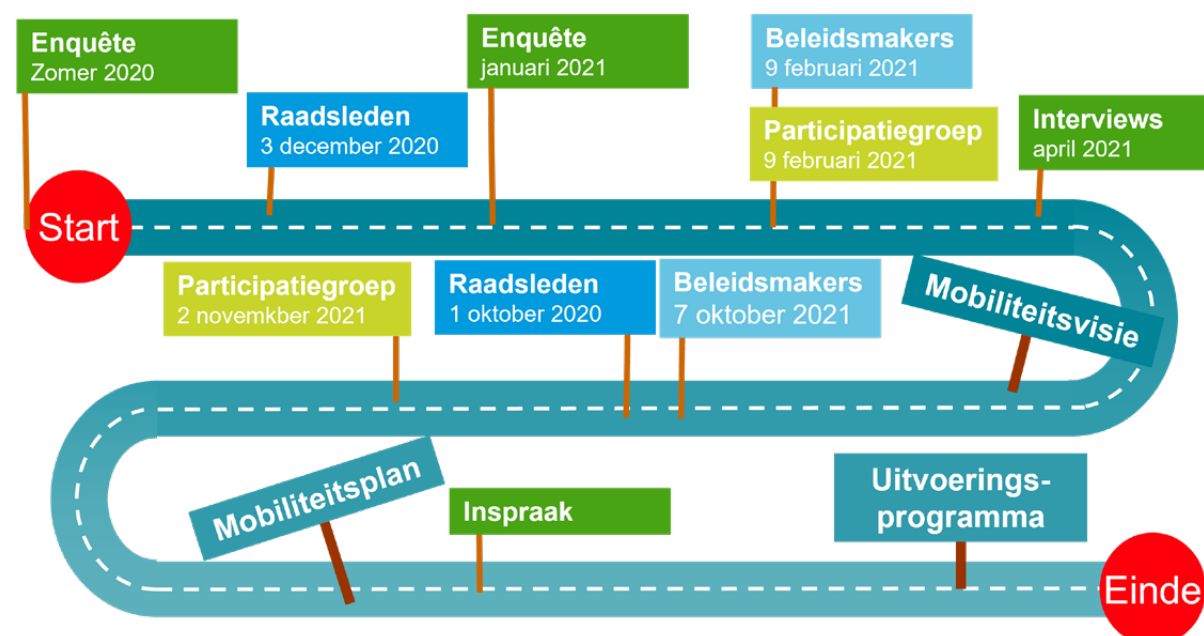 Enquête
Zomer 2020
Raadsleden
3 december 2020
Enquête
januari 2021
Beleidsmakers
9 februari 2021
Participatiegroep
9 februari 2021
Interviews
april 2021
Start
Mobiliteitsvisie
Beleidsmakers
7 oktober 2021
Raadsleden
1 oktober 2020
Participatiegroep
2 novemkber 2021
Mobiliteitsplan
Inspraak
Uitvoerings-
programma
Einde